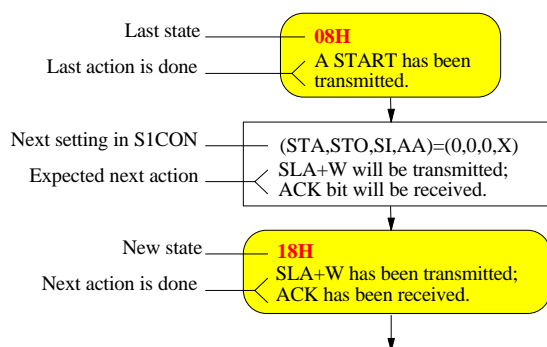 Last state
08H
Last action is done
A START has been
transmitted.
Next setting in S1CON
(STA,STO,SI,AA)=(0,0,0,X)
Expected next action
SLA+W will be transmitted;
ACK bit will be received.
New state
18H
Next action is done
SLA+W has been transmitted;
ACK has been received.